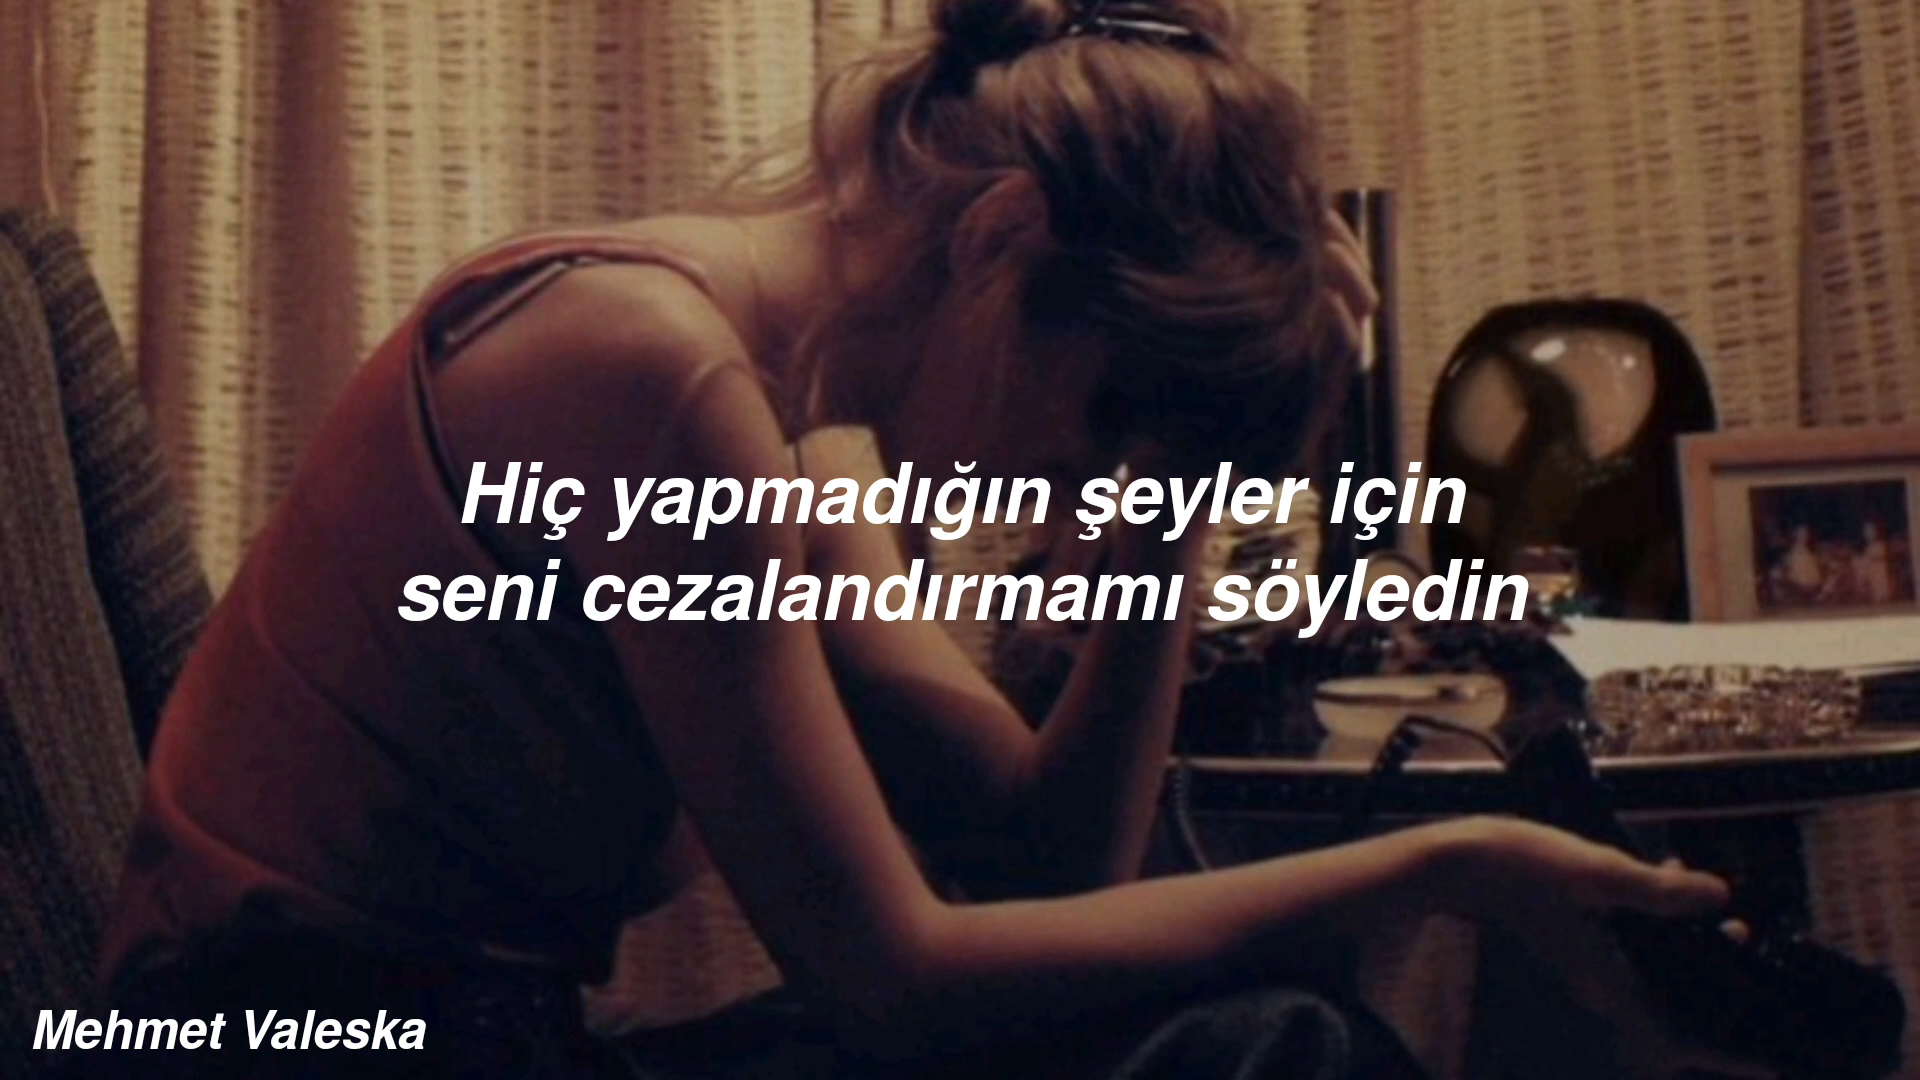 Hiç yapmadığın şeyler için
seni cezalandırmamı söyledin
Mehmet Valeska